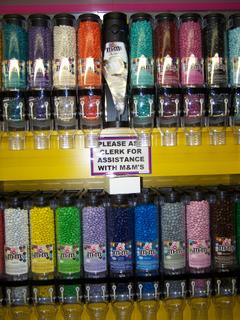 PLEASE ASK
CLERK FOR
ASSISTANCE
WITH M&M'S